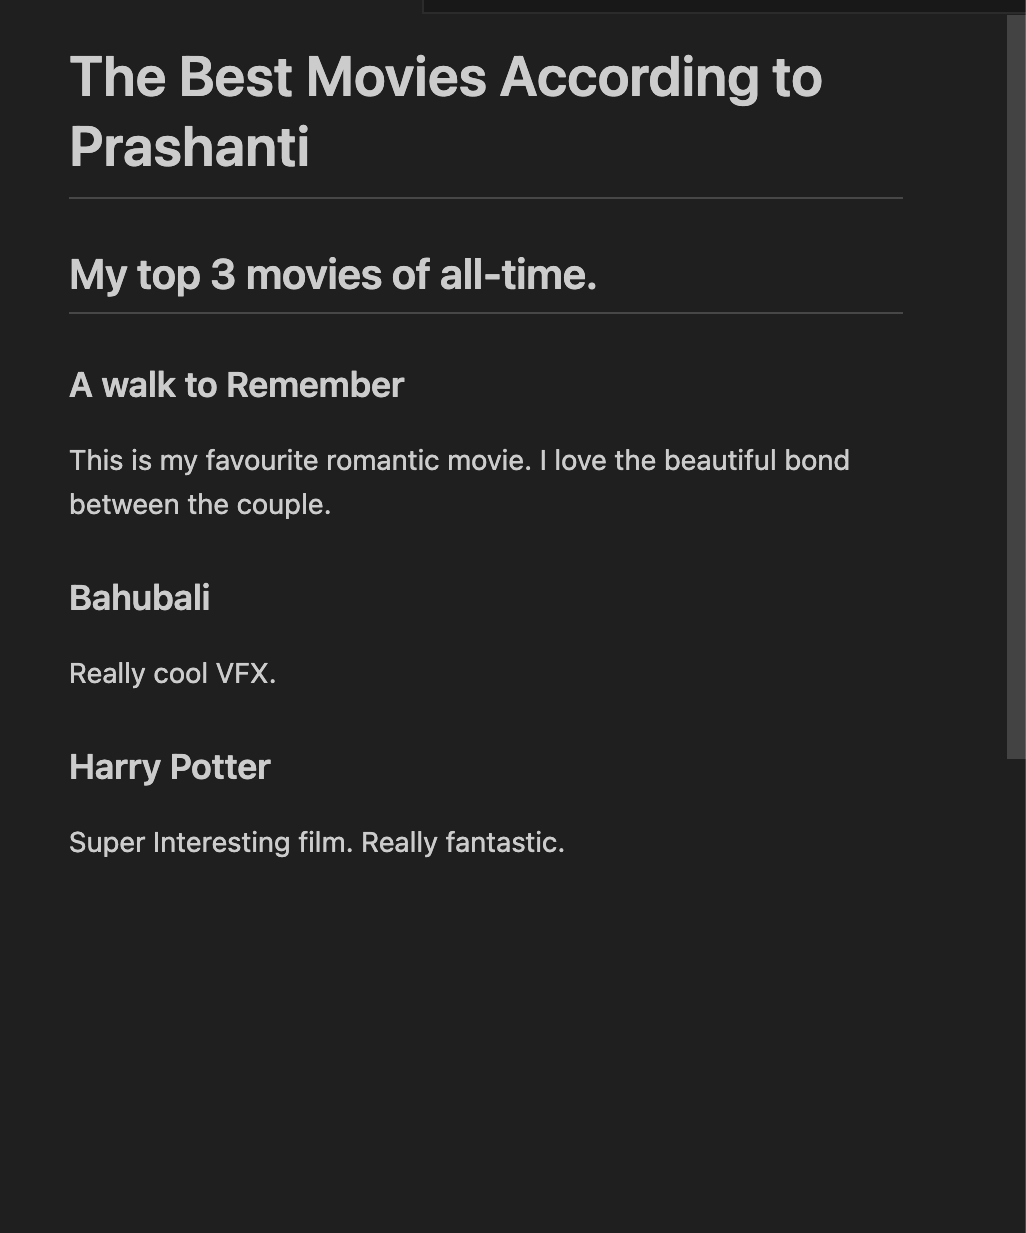 The Best Movies According to
Prashanti
My top 3 movies of all-time.
A walk to Remember
This is my favourite romantic movie. I love the beautiful bond
between the couple.
Bahubali
Really cool VFX.
Harry Potter
Super Interesting film. Really fantastic.